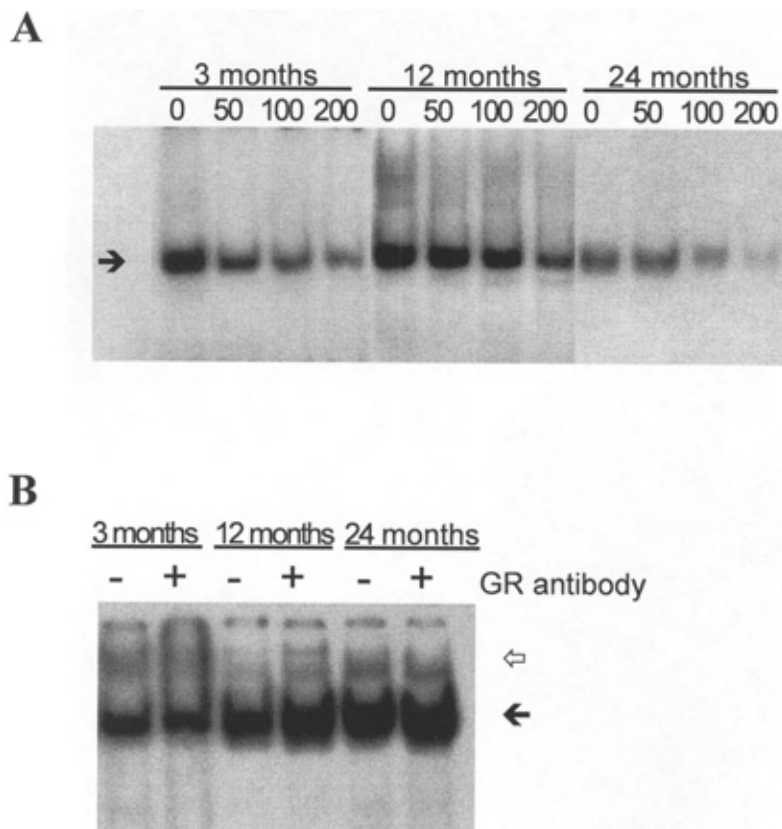 A
3 months 12 months 24 months
0 50 100 200 0 50 100 200 0 50 100 200
B
3 months 12 months 24 months
- + - + - + GR antibody